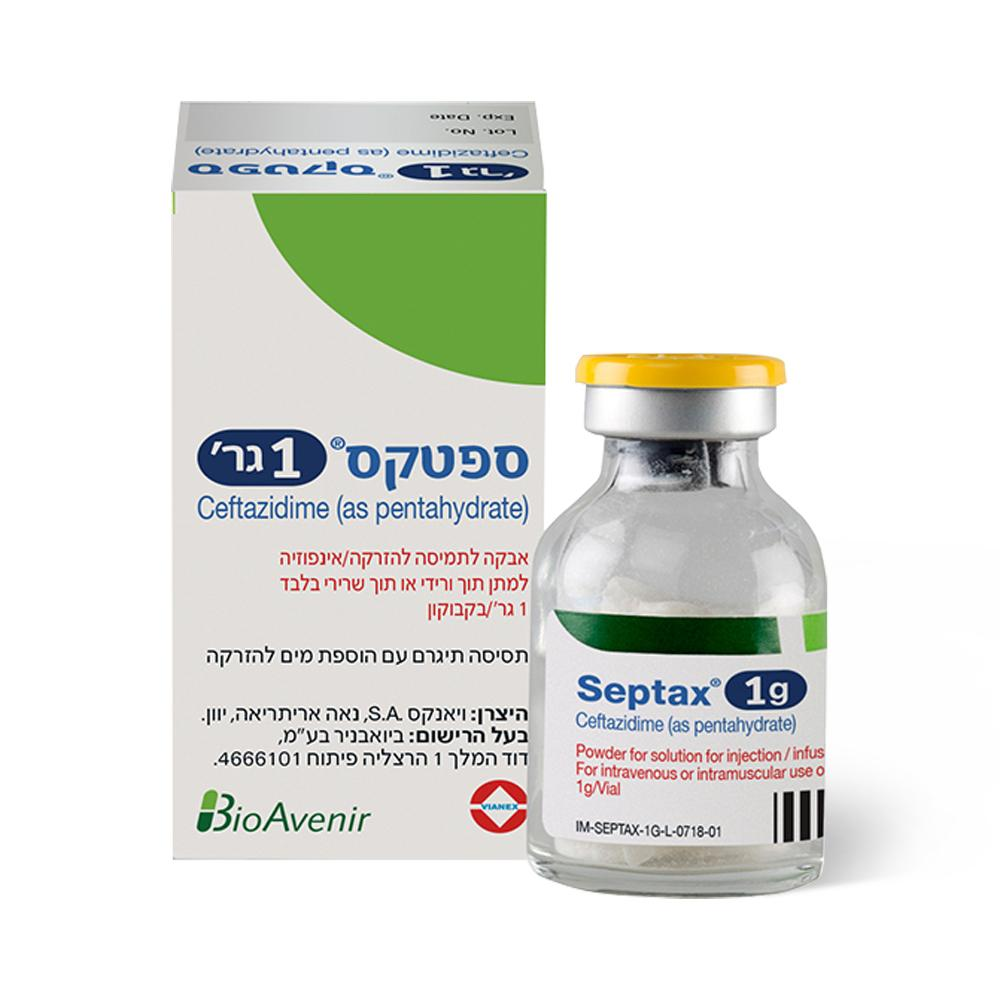 Exp. Date
Lot. No.
Ceftazidime (as pentahydrate)
ספטקס® 1 גר'
ספטקס® 1 גר'
Ceftazidime (as pentahydrate)
אבקה לתמיסה להזרקה/אינפוזיה
למתן תוך ורידי או תוך שרירי בלבד
1 גר'/בקבוקון
תסיסה תיגרם עם הוספת מים להזרקה
היצרן: ויאנקס S.A., נאה אריתריאה, יוון.
בעל הרישום: ביואבניר בע"מ,
דוד המלך 1 הרצליה פיתוח 4666101.
BioAvenir
VIANEX
Septax® 1g
Ceftazidime (as pentahydrate)
Powder for solution for injection / infus
For intravenous or intramuscular use o
1g/Vial
IM-SEPTAX-1G-L-0718-01